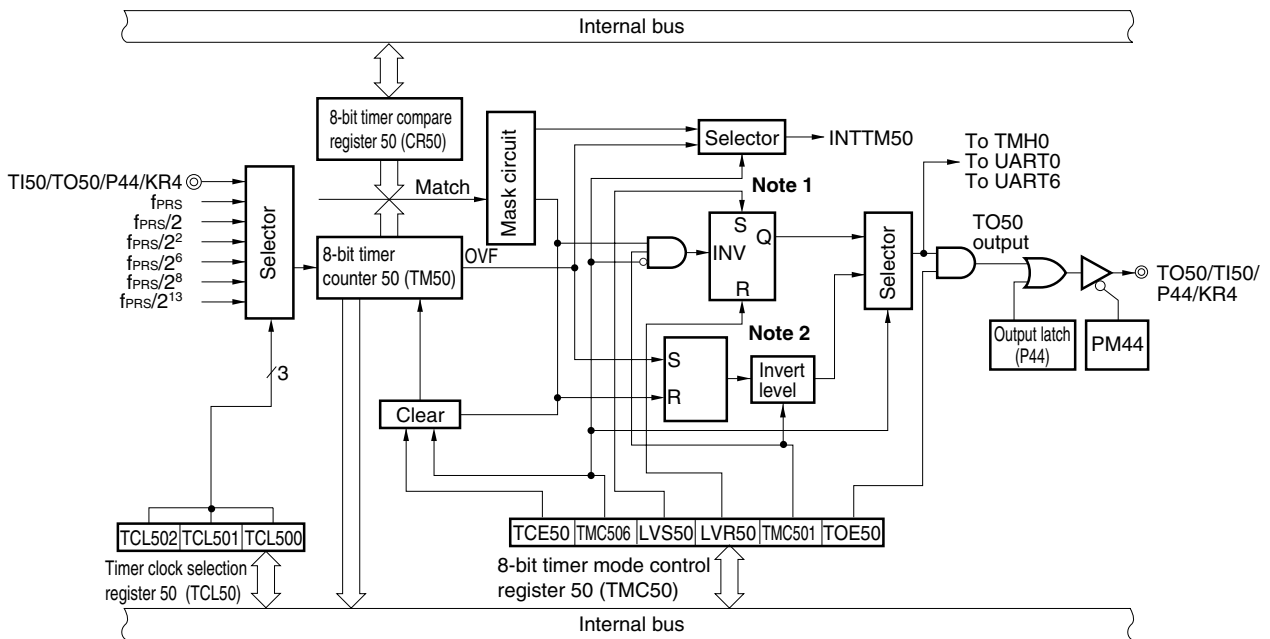 Internal bus
8-bit timer compare
register 50 (CR50)
Mask circuit
Selector
INTTM50
To TMH0
To UART0
To UART6
TI50/TO50/P44/KR4
Match
Note 1
fPRS
fPRS/2
fPRS/2²
fPRS/2⁶
fPRS/2⁸
fPRS/2¹³
Selector
8-bit timer
counter 50 (TM50)
OVF
S
INV
Q
R
Selector
TO50
output
TO50/TI50/
P44/KR4
Note 2
Output latch
(P44)
PM44
S
R
Invert
level
3
Clear
TCL502
TCL501
TCL500
Timer clock selection
register 50 (TCL50)
TCE50
TMC506
LVS50
LVR50
TMC501
TOE50
8-bit timer mode control
register 50 (TMC50)
Internal bus